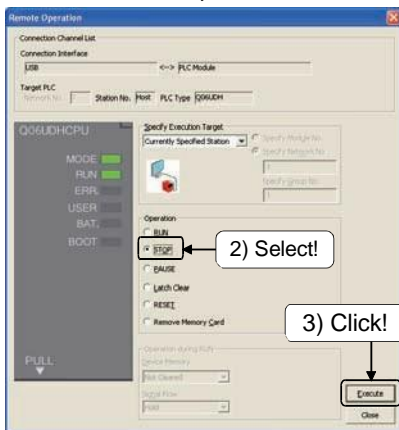 Remote Operation
Connection Channel List
Connection Interface
USB <--> PLC Module
Target PLC
Network No. Station No. Host PLC Type Q06UDH
Q06UDHCPU
MODE
RUN
ERR.
USER
BAT.
BOOT
PULL
Specify Execution Target
Currently Specified Station
Specify Module No.
Specify Network No.
1
Specify Group No.
1
Operation
RUN
STOP
2) Select!
PAUSE
Latch Clear
RESET
Remove Memory Card
3) Click!
Operation during RUN
Device Memory
Not Cleared
Signal Flow
Hold
Execute
Close